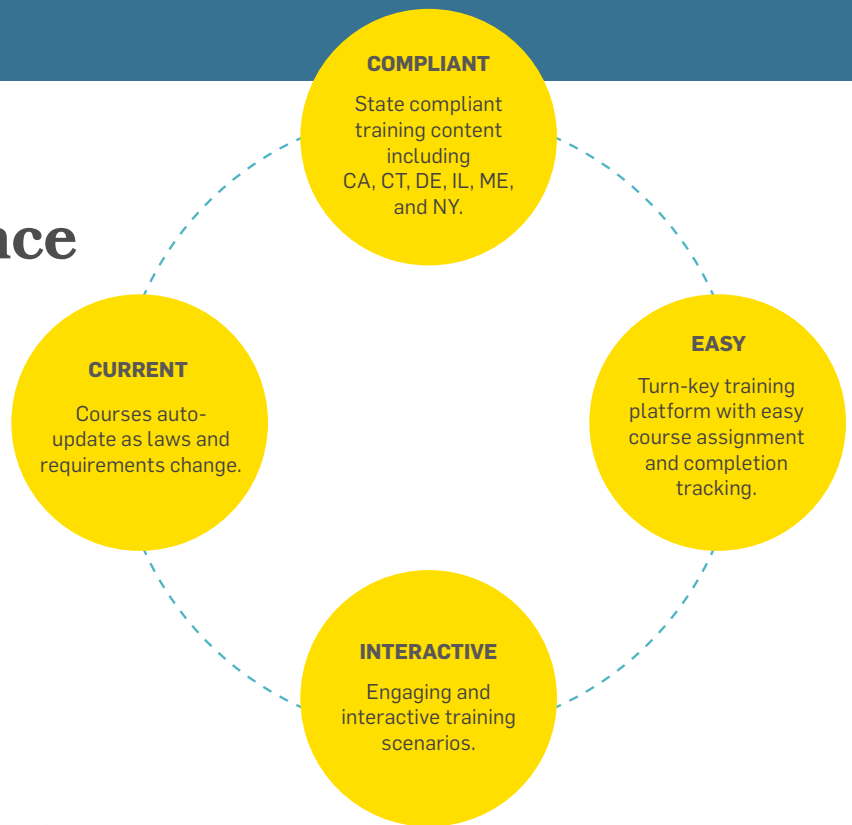 COMPLIANT
State compliant
training content
including
CA, CT, DE, IL, ME,
and NY.
nce
CURRENT
Courses auto-
update as laws and
requirements change.
EASY
Turn-key training
platform with easy
course assignment
and completion
tracking.
INTERACTIVE
Engaging and
interactive training
scenarios.